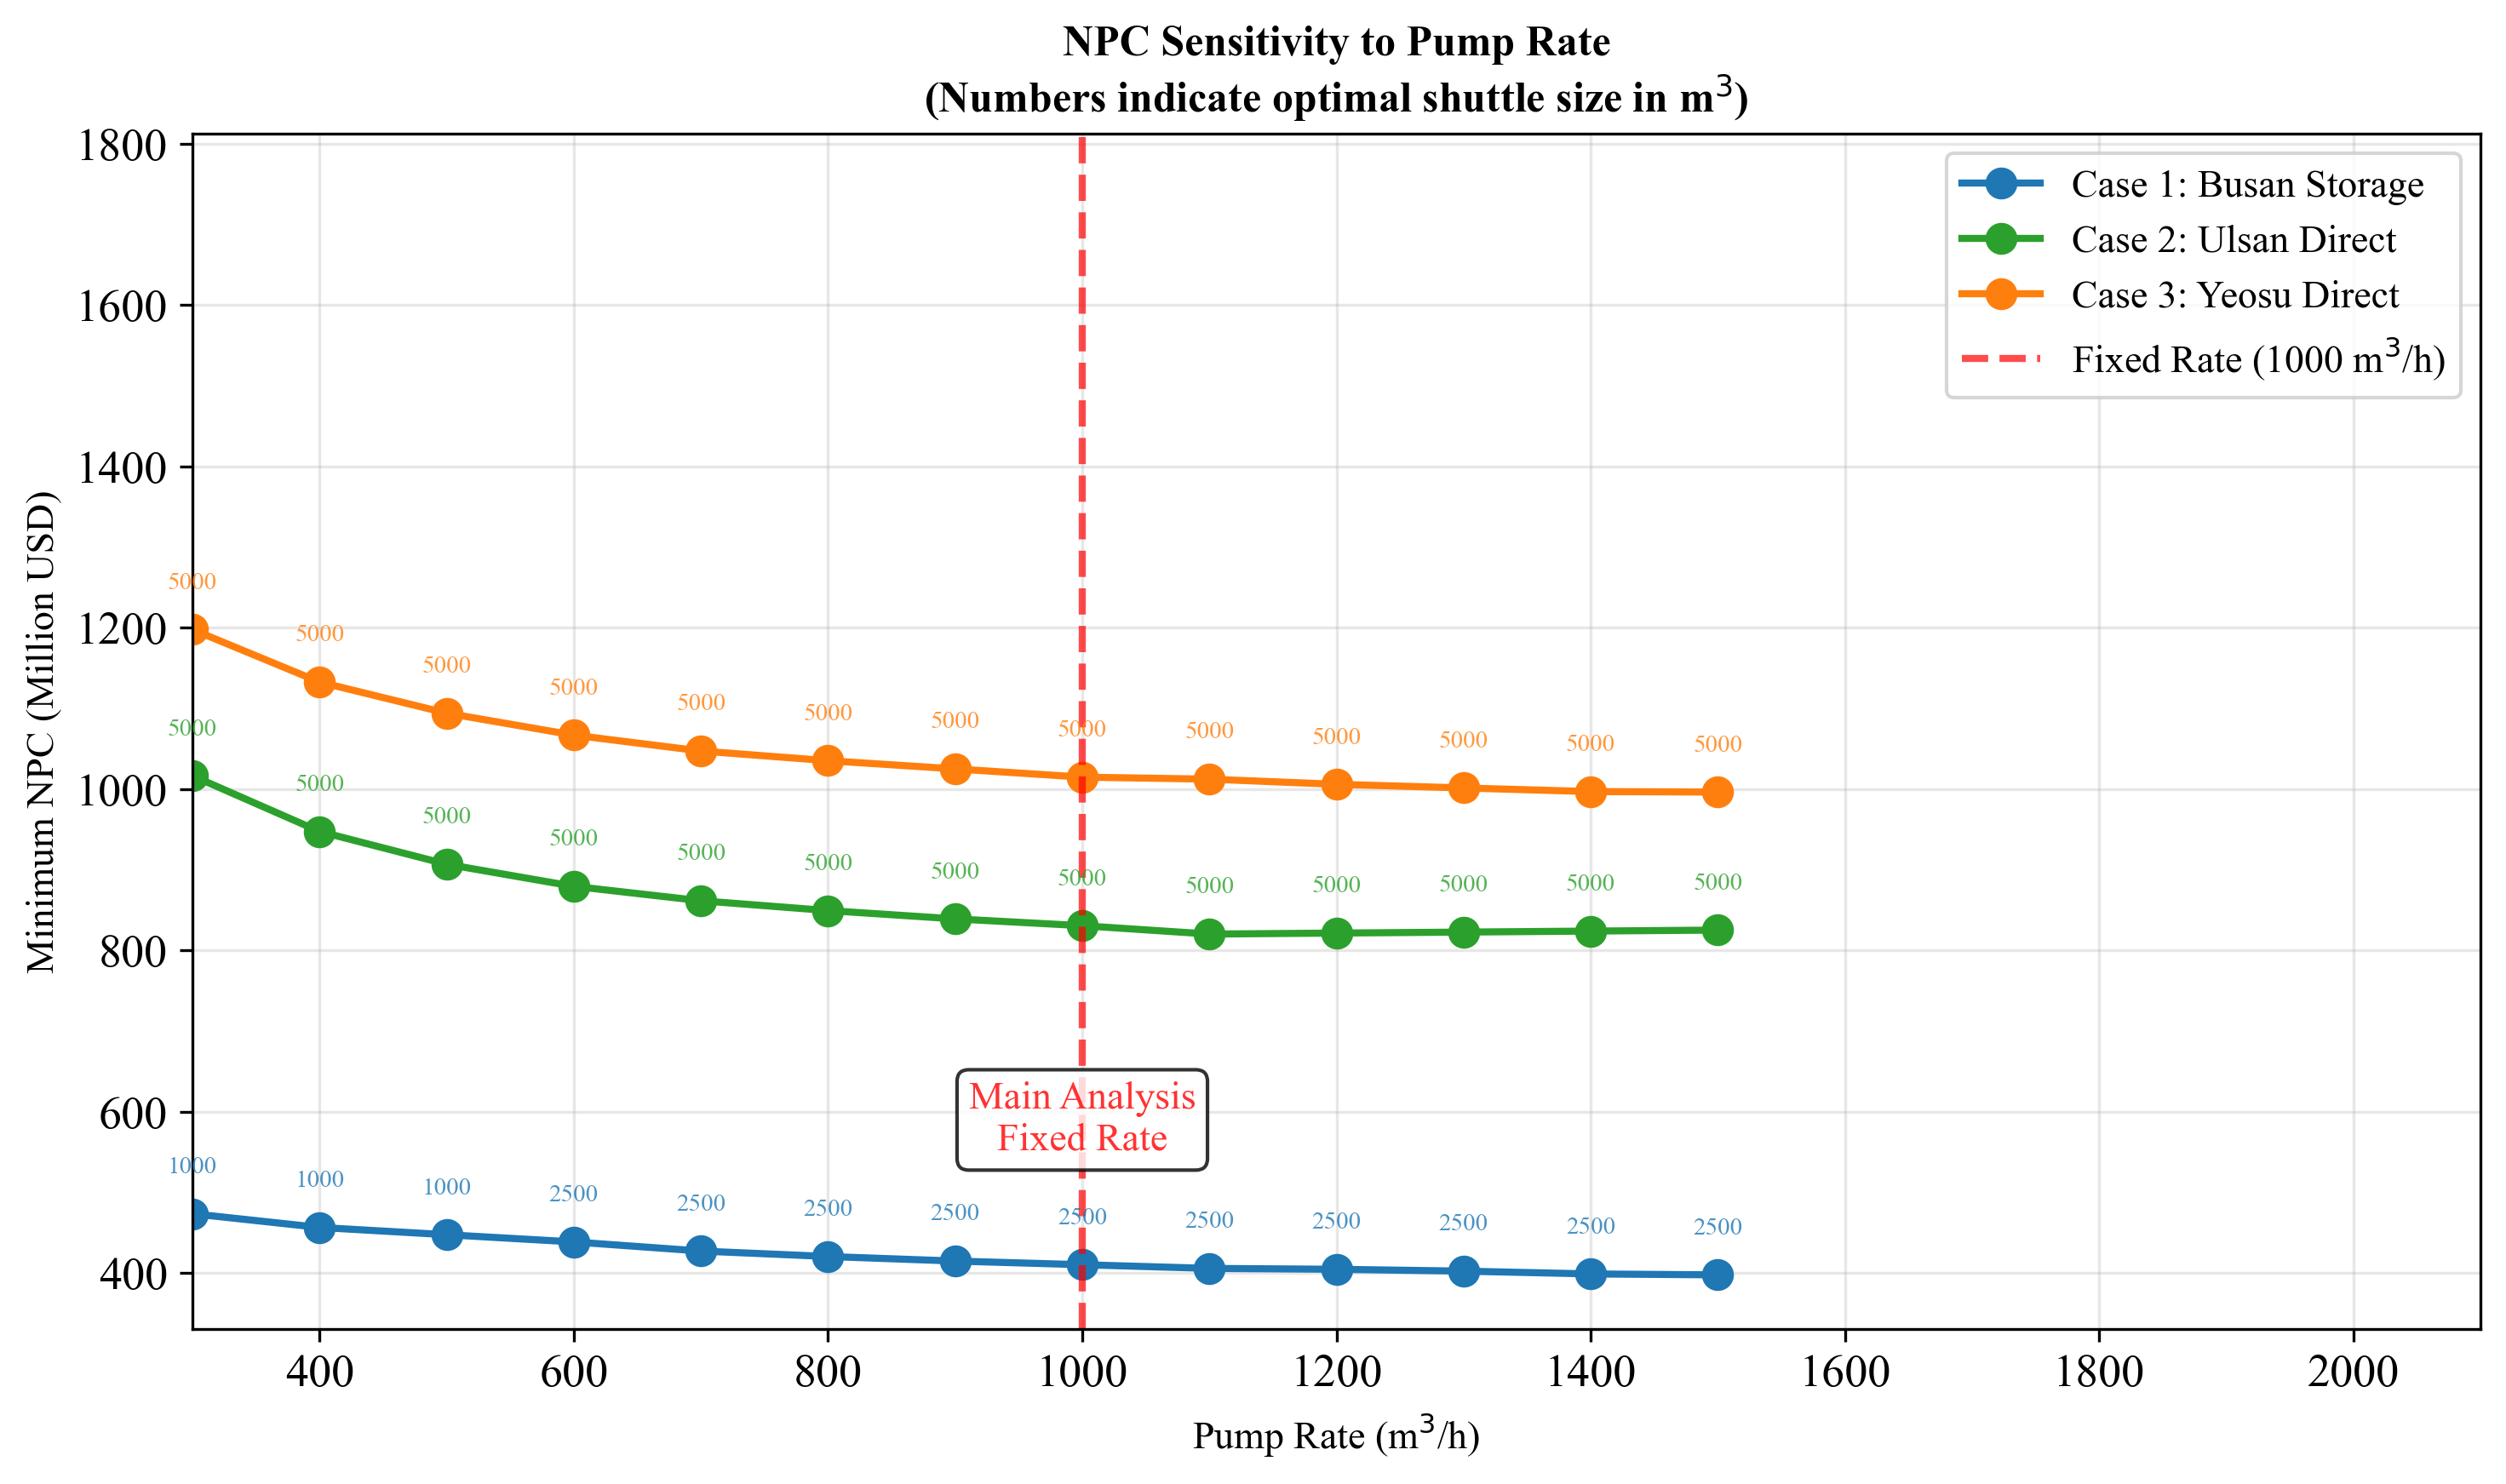 NPC Sensitivity to Pump Rate
(Numbers indicate optimal shuttle size in m³)
Minimum NPC (Million USD)
1800
1600
1400
1200
1000
800
600
400
Case 1: Busan Storage
Case 2: Ulsan Direct
Case 3: Yeosu Direct
Fixed Rate (1000 m³/h)
5000 5000 5000 5000 5000 5000 5000 5000 5000 5000 5000 5000 5000
5000 5000 5000 5000 5000 5000 5000 5000 5000 5000 5000 5000 5000
Main Analysis
Fixed Rate
1000 1000 1000 2500 2500 2500 2500 2500 2500 2500 2500 2500 2500
400 600 800 1000 1200 1400 1600 1800 2000
Pump Rate (m³/h)